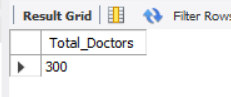 Result Grid Filter Rows
Total_Doctors
300